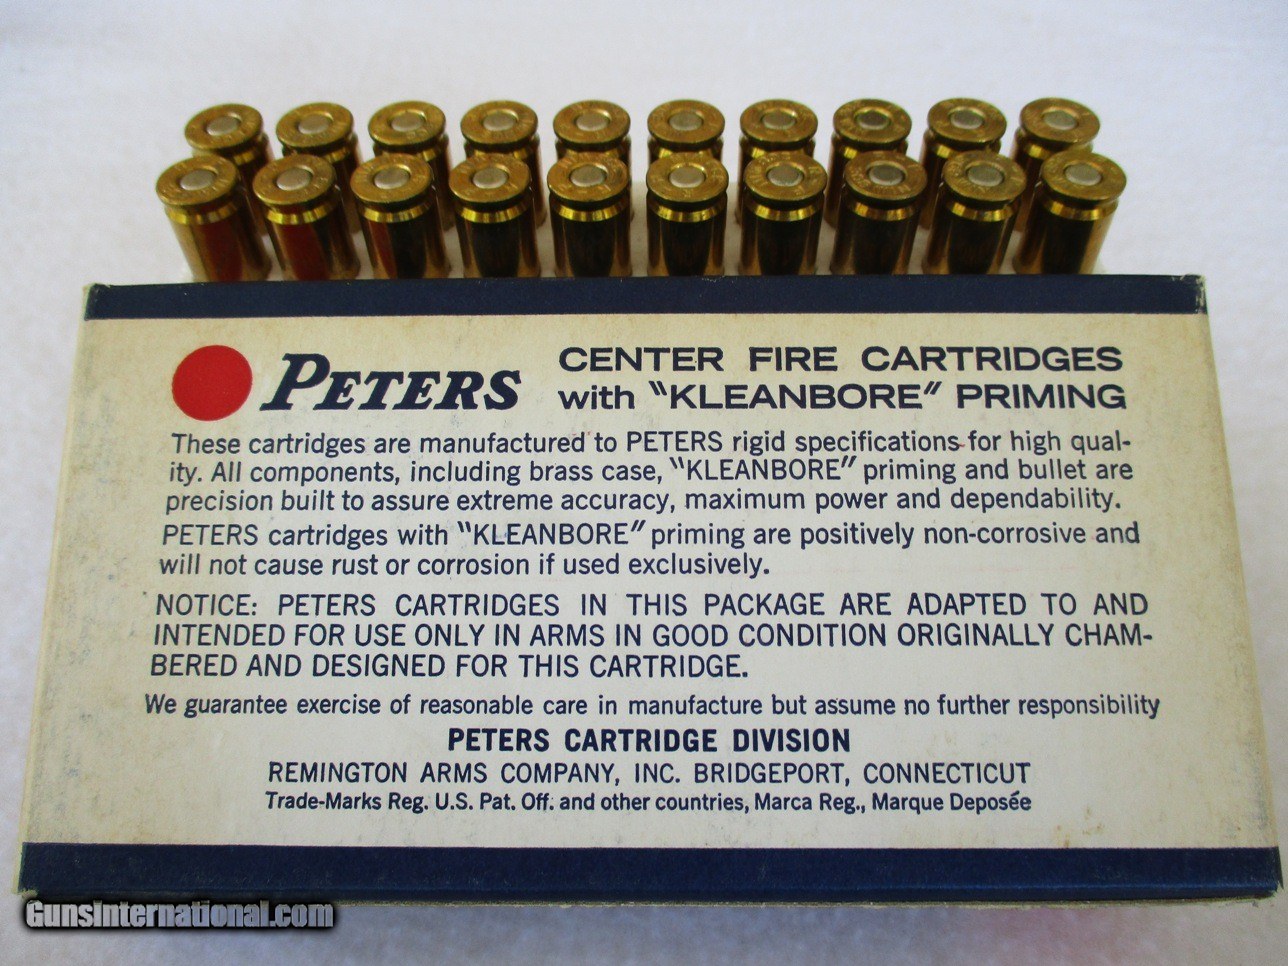 PETERS
CENTER FIRE CARTRIDGES
with "KLEANBORE" PRIMING
These cartridges are manufactured to PETERS rigid specifications for high qual-
ity. All components, including brass case, "KLEANBORE" priming and bullet are
precision built to assure extreme accuracy, maximum power and dependability.
PETERS cartridges with "KLEANBORE" priming are positively non-corrosive and
will not cause rust or corrosion if used exclusively.
NOTICE: PETERS CARTRIDGES IN THIS PACKAGE ARE ADAPTED TO AND
INTENDED FOR USE ONLY IN ARMS IN GOOD CONDITION ORIGINALLY CHAM-
BERED AND DESIGNED FOR THIS CARTRIDGE.
We guarantee exercise of reasonable care in manufacture but assume no further responsibility
PETERS CARTRIDGE DIVISION
REMINGTON ARMS COMPANY, INC. BRIDGEPORT, CONNECTICUT
Trade-Marks Reg. U.S. Pat. Off. and other countries, Marca Reg., Marque Deposée
GunsInternational.com